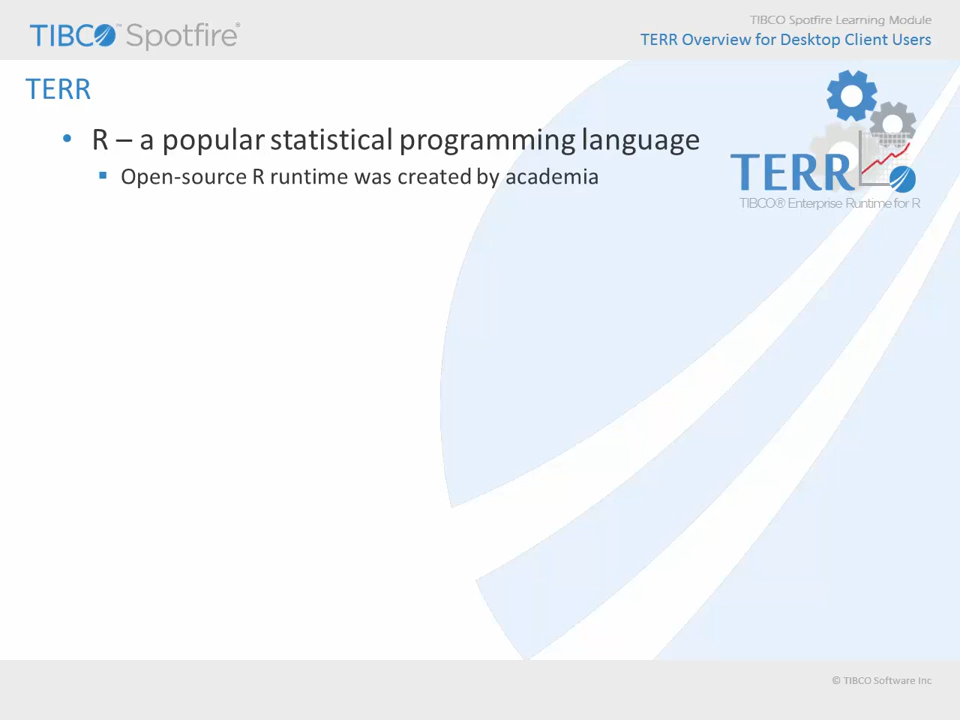 TIBCO Spotfire Learning Module
TIBCO™ Spotfire®
TERR Overview for Desktop Client Users
TERR
• R – a popular statistical programming language
▪ Open-source R runtime was created by academia
TERR
TIBCO® Enterprise Runtime for R
© TIBCO Software Inc